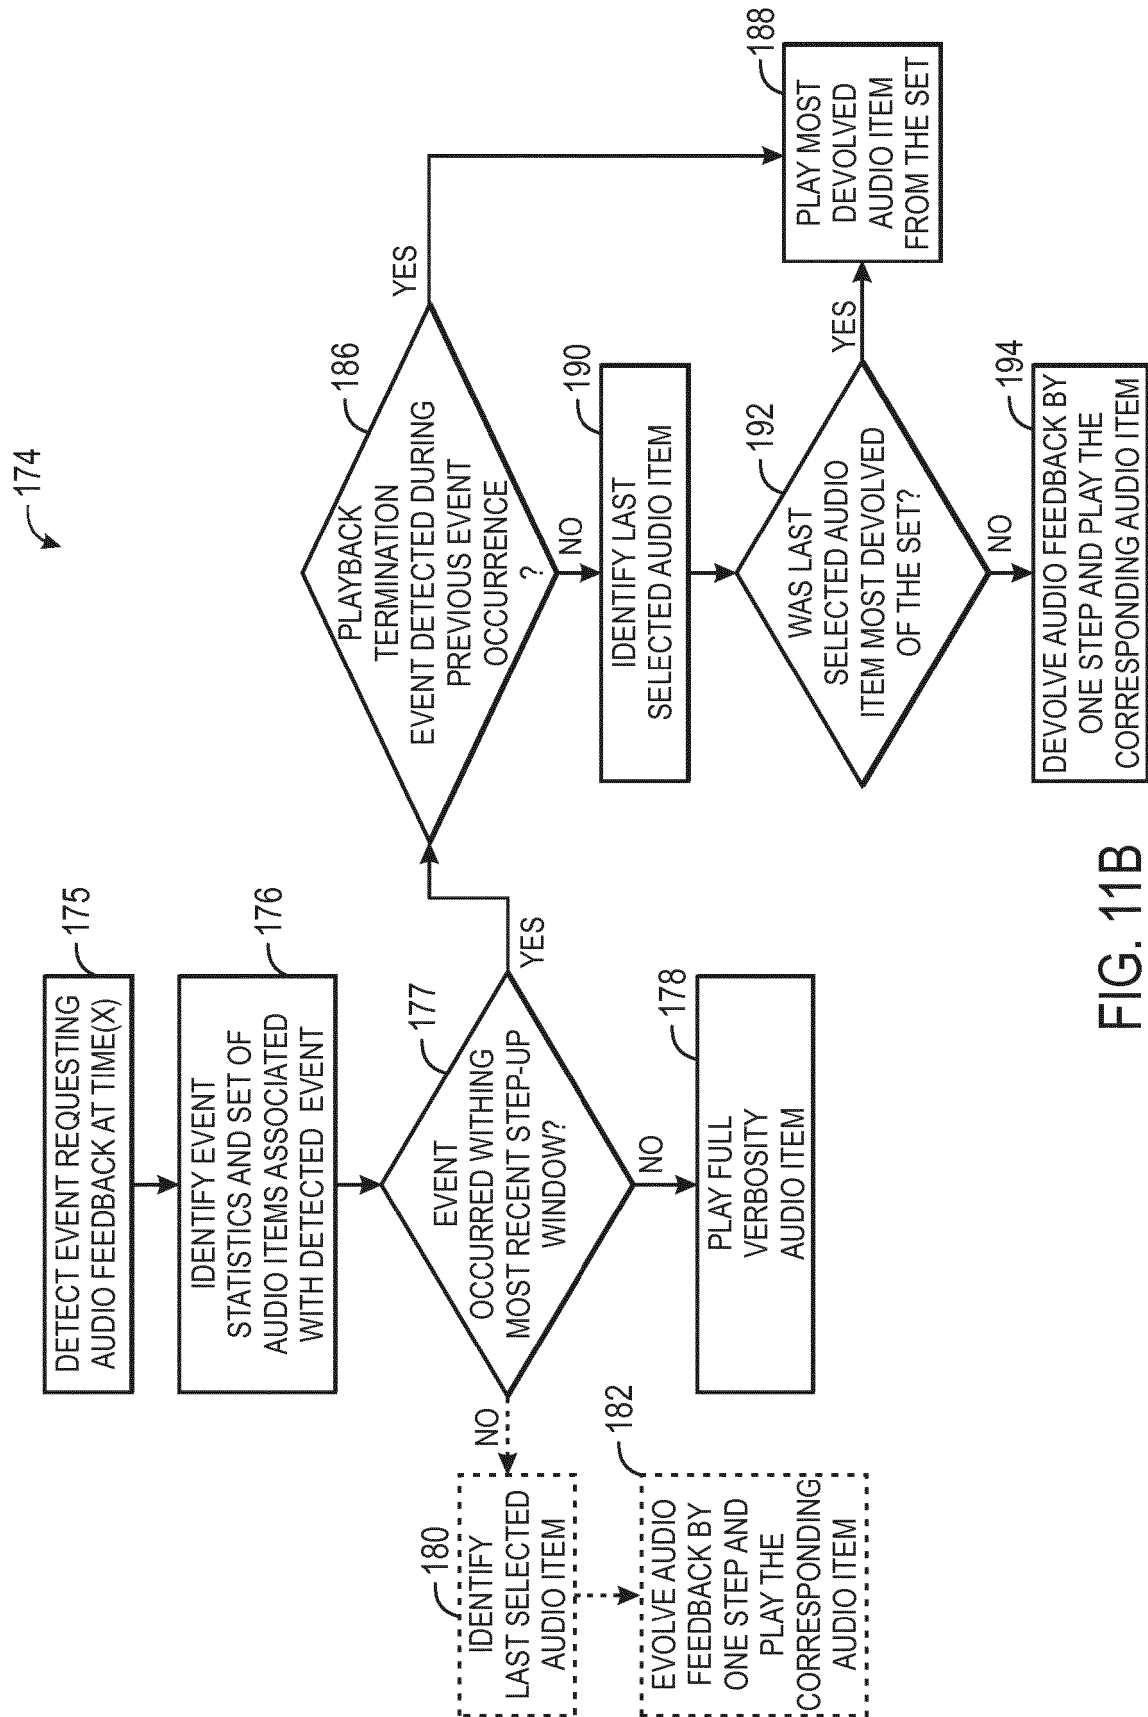 174
175
DETECT EVENT REQUESTING
AUDIO FEEDBACK AT TIME(X)
176
IDENTIFY EVENT
STATISTICS AND SET OF
AUDIO ITEMS ASSOCIATED
WITH DETECTED EVENT
177
EVENT
OCCURRED WITHING
MOST RECENT STEP-UP
WINDOW?
NO
YES
NO
178
PLAY FULL
VERBOSITY
AUDIO ITEM
180
IDENTIFY
LAST SELECTED
AUDIO ITEM
182
EVOLVE AUDIO
FEEDBACK BY
ONE STEP AND
PLAY THE
CORRESPONDING
AUDIO ITEM
186
PLAYBACK
TERMINATION
EVENT DETECTED DURING
PREVIOUS EVENT
OCCURRENCE
?
YES
NO
190
IDENTIFY LAST
SELECTED AUDIO ITEM
192
WAS LAST
SELECTED AUDIO
ITEM MOST DEVOLVED
OF THE SET?
YES
NO
188
PLAY MOST
DEVOLVED
AUDIO ITEM
FROM THE SET
194
DEVOLVE AUDIO FEEDBACK BY
ONE STEP AND PLAY THE
CORRESPONDING AUDIO ITEM
FIG. 11B